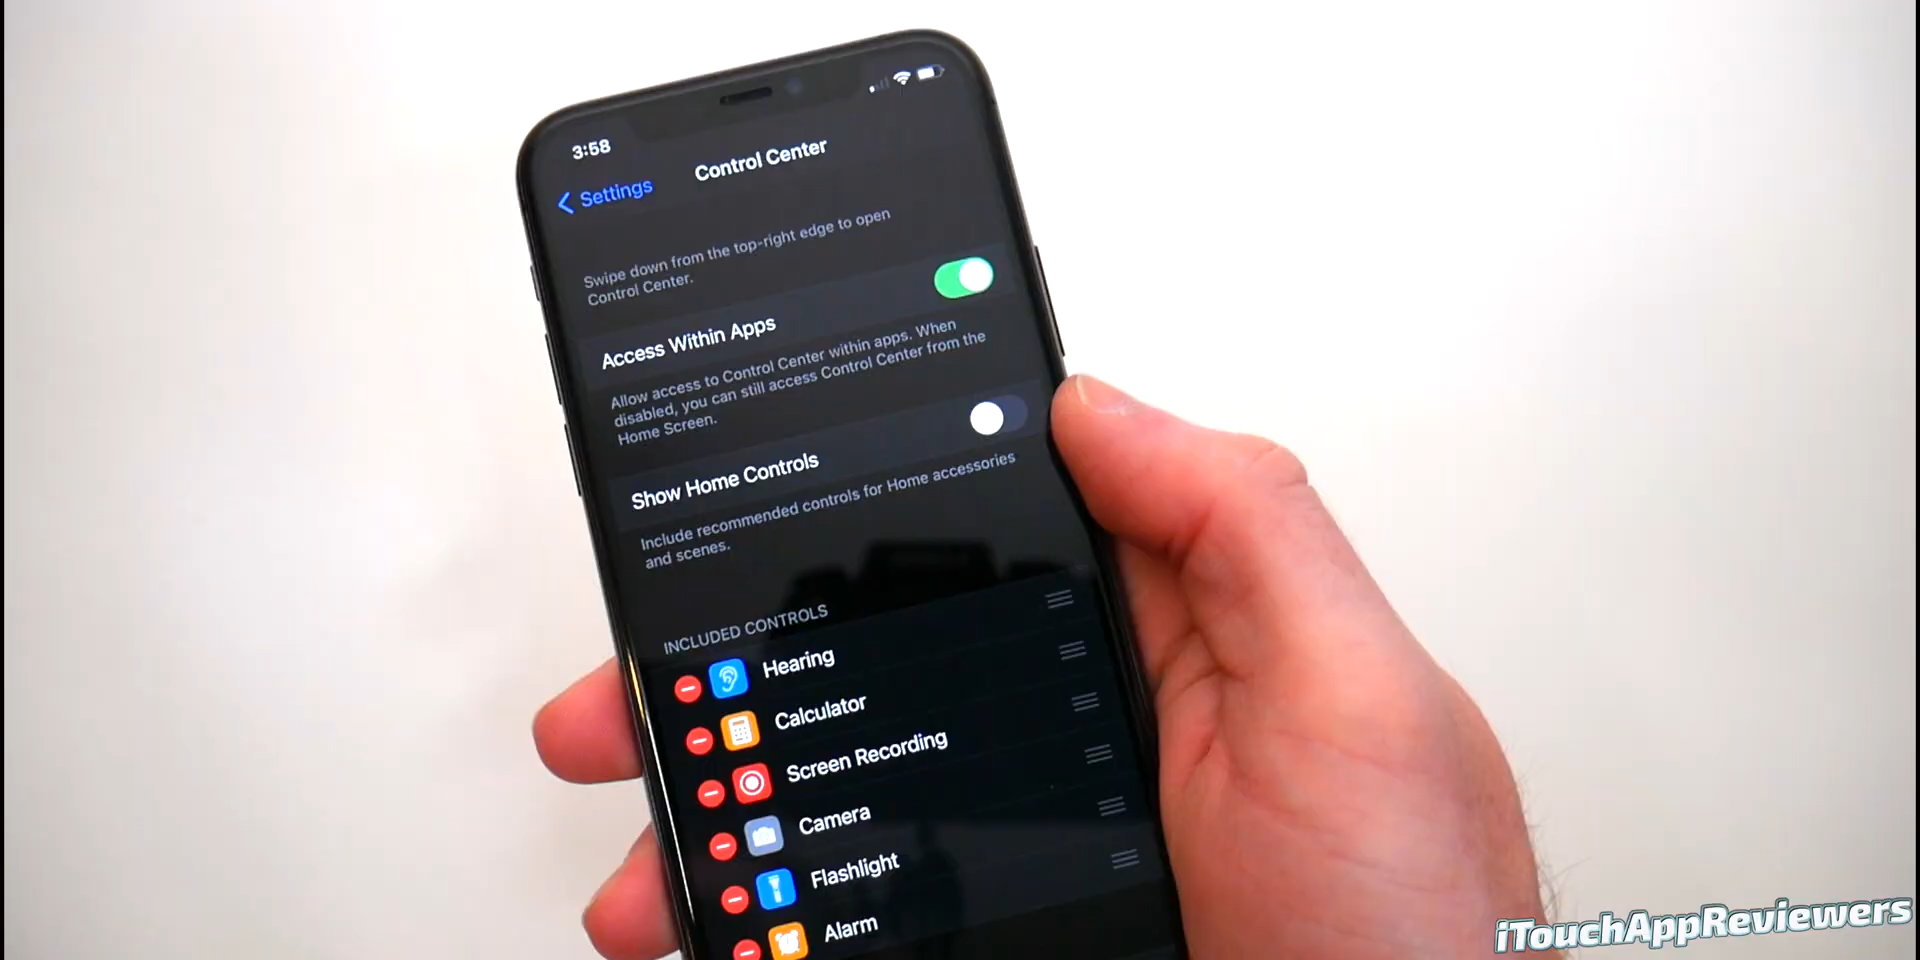 3:58
Settings
Control Center
Swipe down from the top-right edge to open
Control Center.
Access Within Apps
Allow access to Control Center within apps. When
disabled, you can still access Control Center from the
Home Screen.
Show Home Controls
Include recommended controls for Home accessories
and scenes.
INCLUDED CONTROLS
Hearing
Calculator
Screen Recording
Camera
Flashlight
Alarm
iTouchAppReviewers